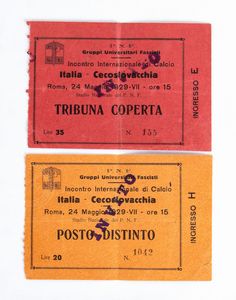 P. N. F.
Gruppi Universitari Fascisti
Incontro Internazionale di Calcio
Italia - Cecoslovacchia
Roma, 24 Maggio 1929-VII - ore 15
Stadio Nazionale del P. N. F.
TRIBUNA COPERTA
Lire 35
N. 155
INGRESSO E
INVITO
P. N. F.
Gruppi Universitari Fascisti
Incontro Internazionale di Calcio
Italia - Cecoslovacchia
Roma, 24 Maggio 1929-VII - ore 15
Stadio Nazionale del P. N. F.
POSTO DISTINTO
Lire 20
N. 1042
INGRESSO H
INVITO